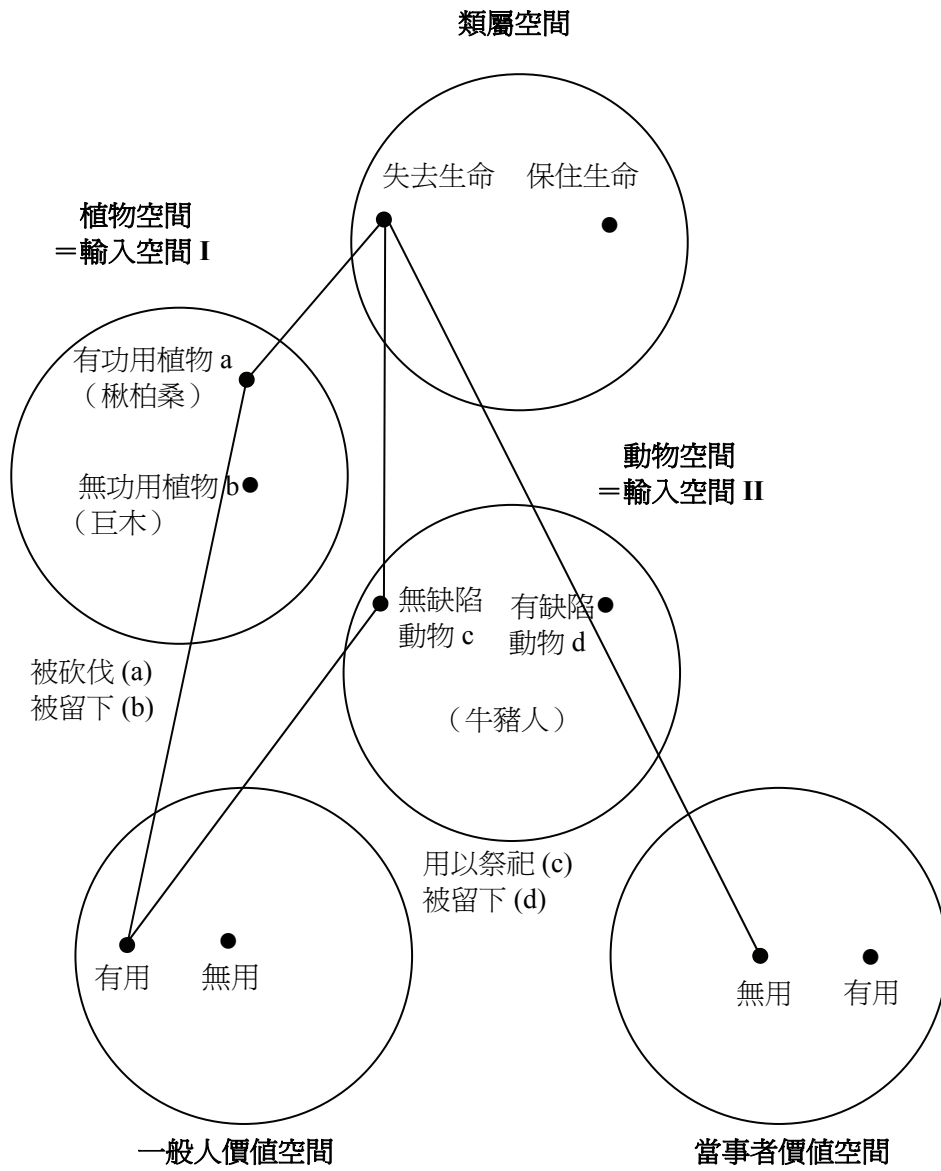 類屬空間
失去生命 保住生命
植物空間
＝輸入空間 I
有功用植物 a
（楸柏桑）
無功用植物 b
（巨木）
動物空間
＝輸入空間 II
無缺陷
動物 c
有缺陷
動物 d
（牛豬人）
被砍伐 (a)
被留下 (b)
用以祭祀 (c)
被留下 (d)
有用 無用
無用 有用
一般人價值空間
當事者價值空間